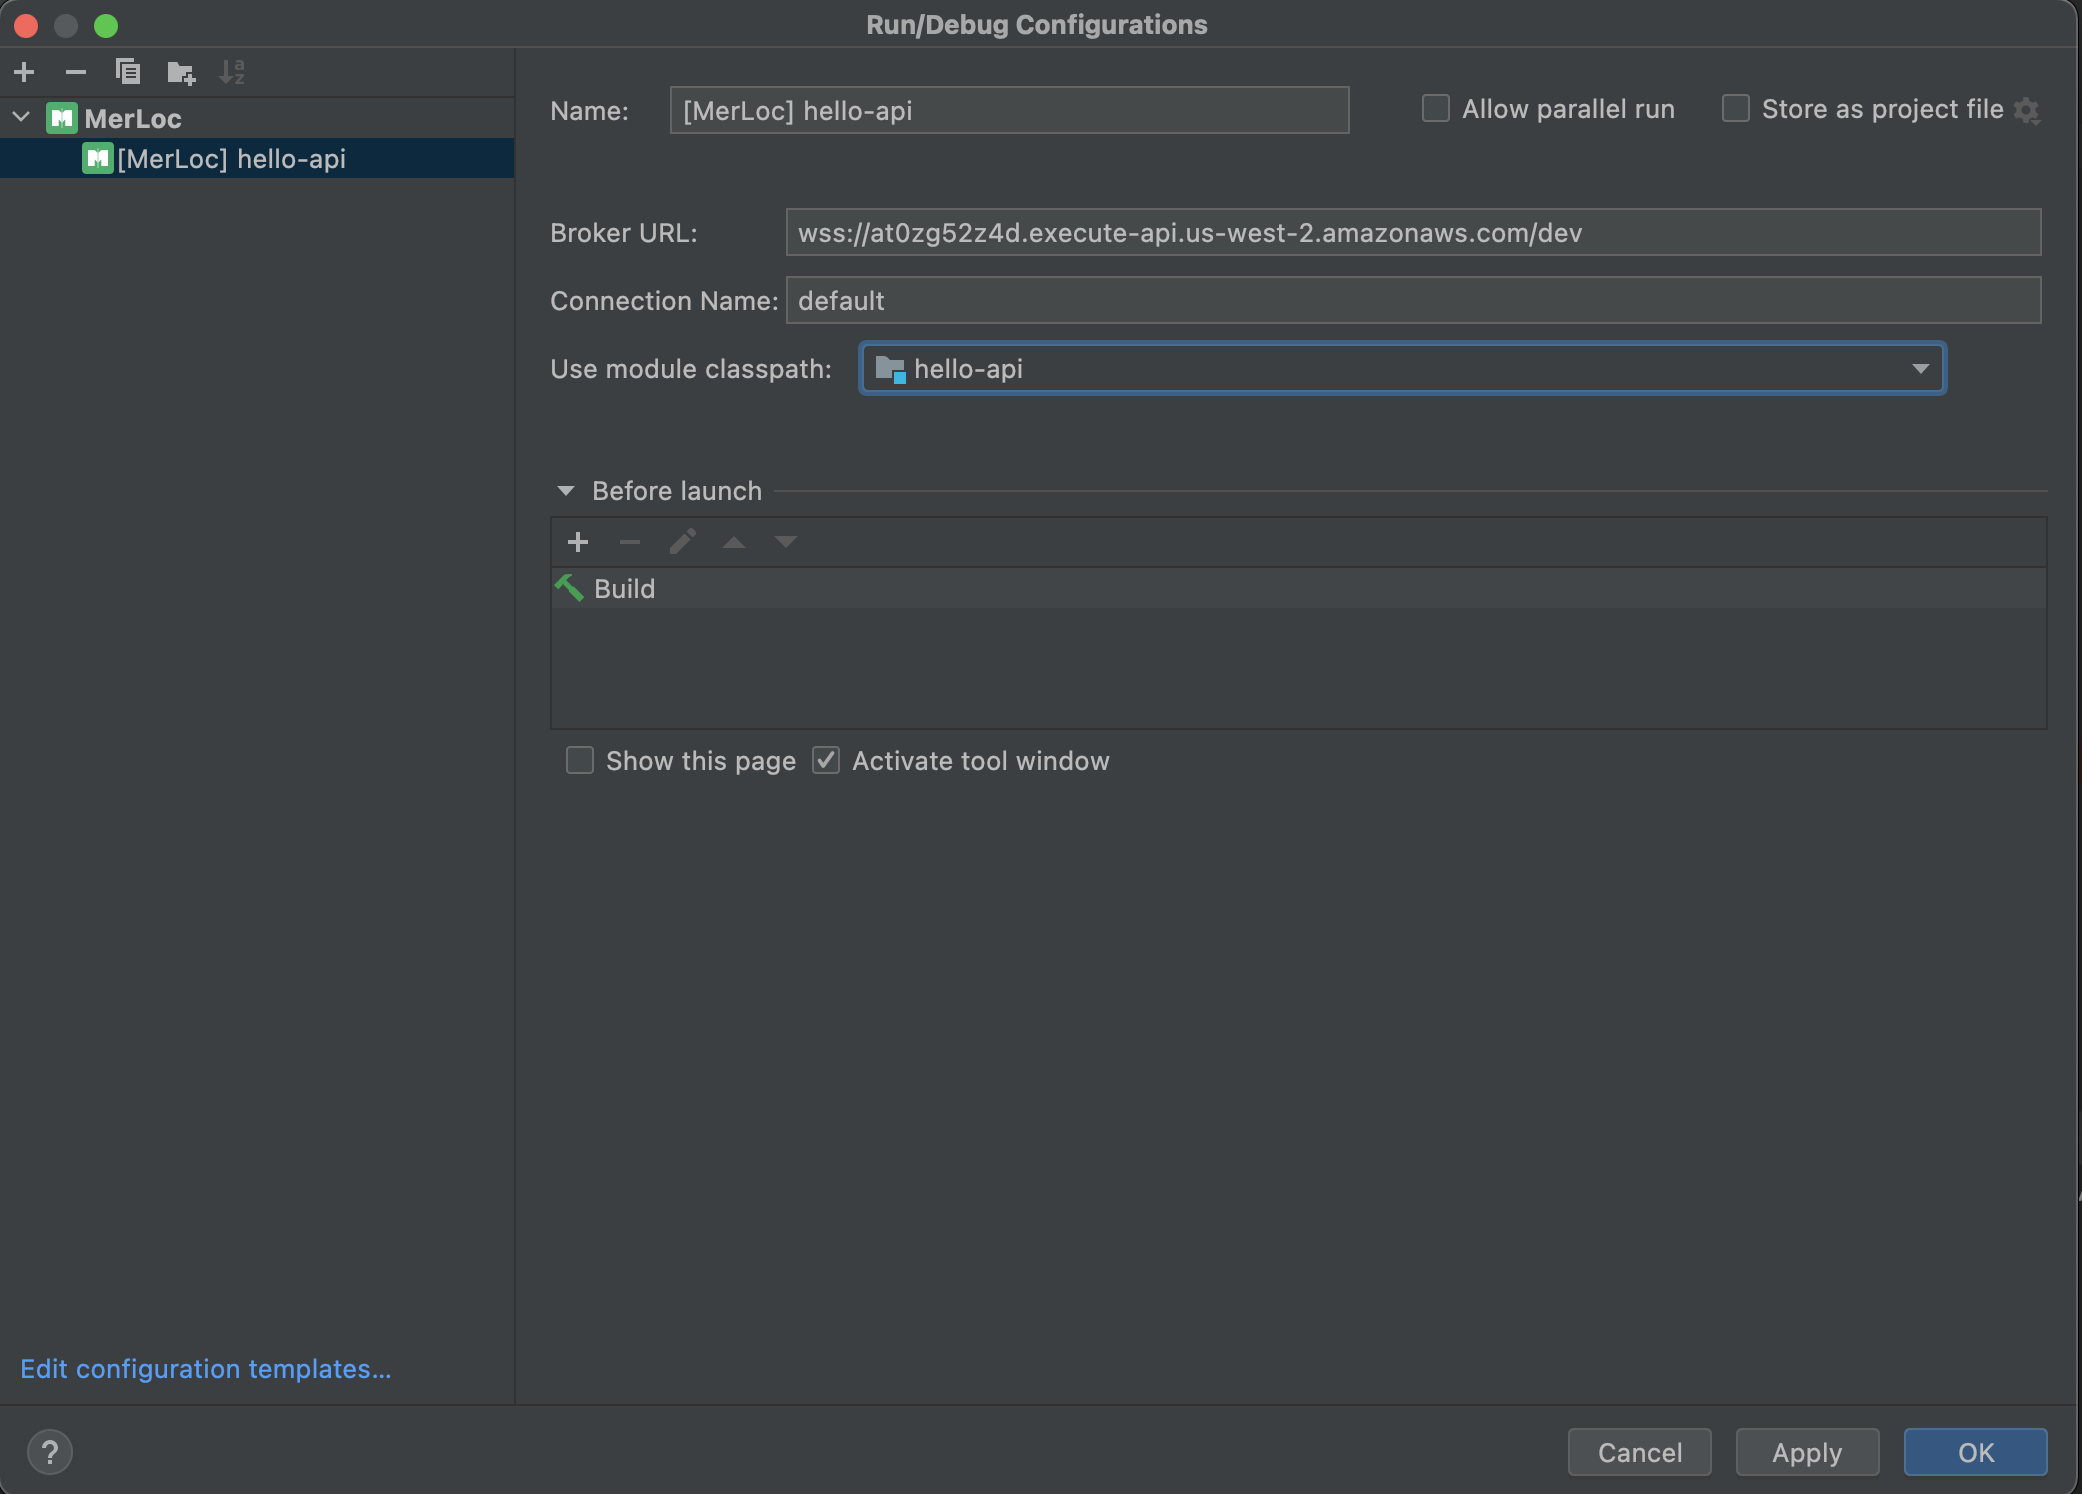 Run/Debug Configurations
MerLoc
[MerLoc] hello-api
Name: [MerLoc] hello-api
Allow parallel run
Store as project file
Broker URL: wss://at0zg52z4d.execute-api.us-west-2.amazonaws.com/dev
Connection Name: default
Use module classpath: hello-api
Before launch
Build
Show this page
Activate tool window
Edit configuration templates...
?
Cancel
Apply
OK